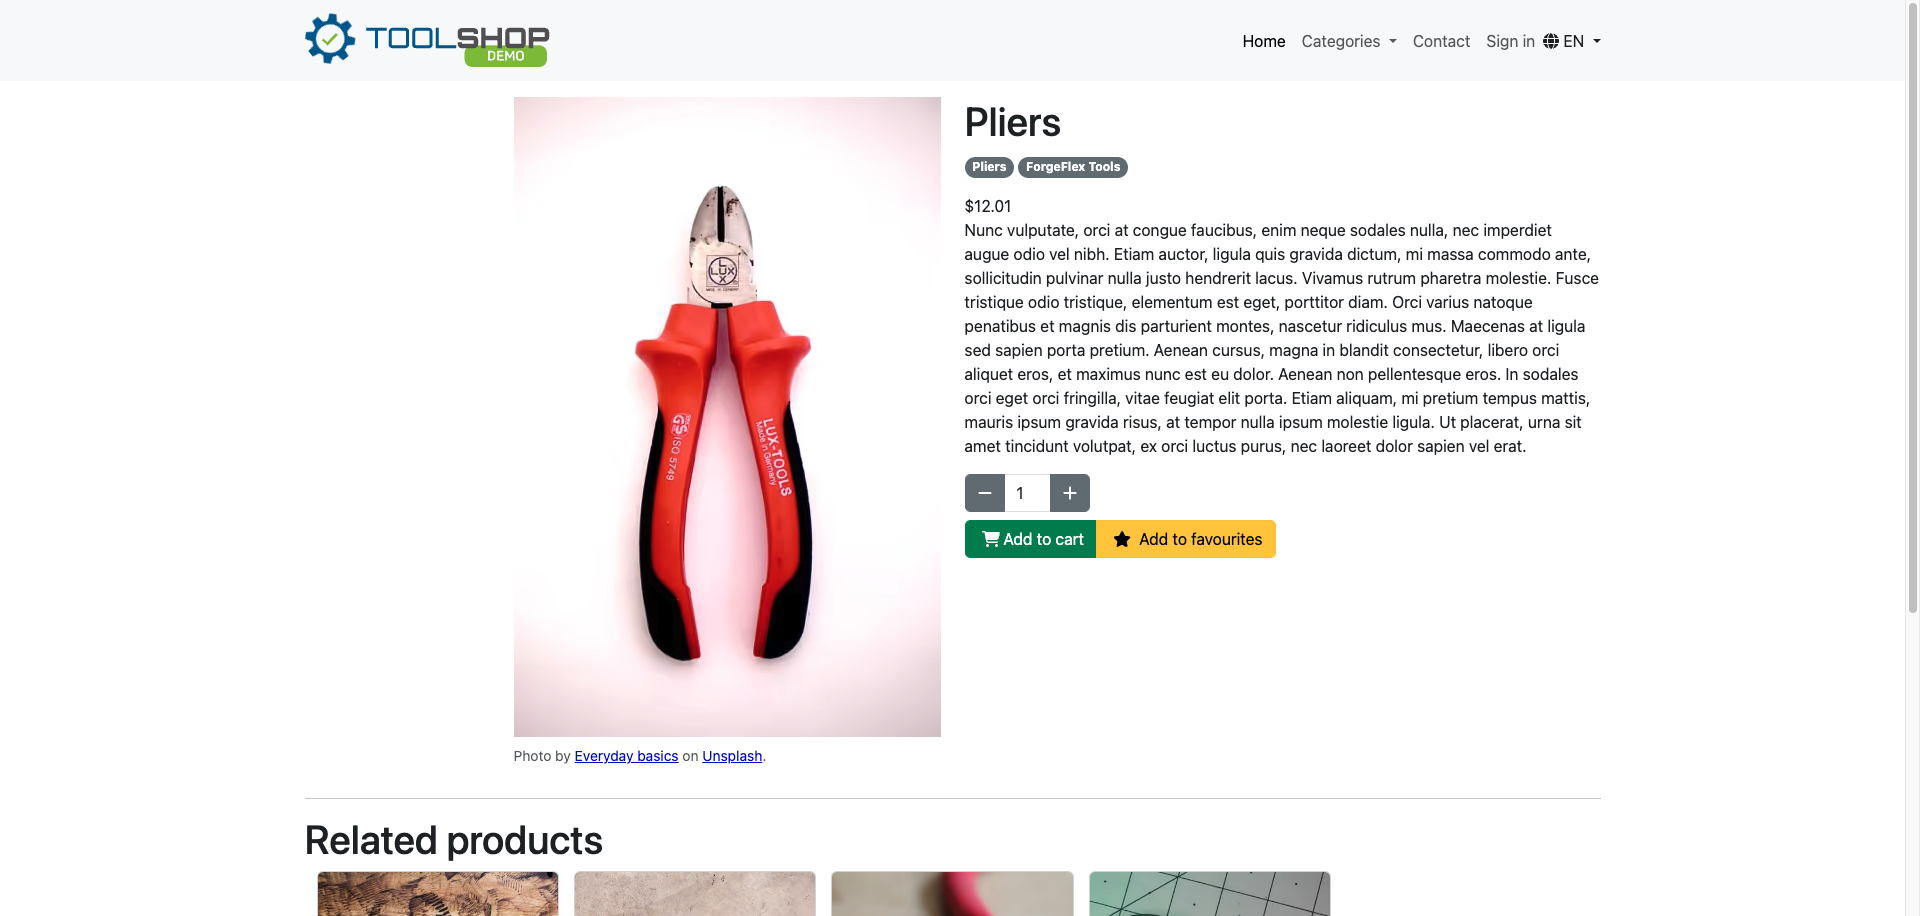 TOOLSHOP
DEMO
Home Categories Contact Sign in EN
Pliers
Pliers ForgeFlex Tools
$12.01
Nunc vulputate, orci at congue faucibus, enim neque sodales nulla, nec imperdiet
augue odio vel nibh. Etiam auctor, ligula quis gravida dictum, mi massa commodo ante,
sollicitudin pulvinar nulla justo hendrerit lacus. Vivamus rutrum pharetra molestie. Fusce
tristique odio tristique, elementum est eget, porttitor diam. Orci varius natoque
penatibus et magnis dis parturient montes, nascetur ridiculus mus. Maecenas at ligula
sed sapien porta pretium. Aenean cursus, magna in blandit consectetur, libero orci
aliquet eros, et maximus nunc est eu dolor. Aenean non pellentesque eros. In sodales
orci eget orci fringilla, vitae feugiat elit porta. Etiam aliquam, mi pretium tempus mattis,
mauris ipsum gravida risus, at tempor nulla ipsum molestie ligula. Ut placerat, urna sit
amet tincidunt volutpat, ex orci luctus purus, nec laoreet dolor sapien vel erat.
1
Add to cart Add to favourites
LUX
LUX
MADE IN GERMANY
GS ISO 5749
LUX-TOOLS
Made in Germany
Photo by Everyday basics on Unsplash.
Related products